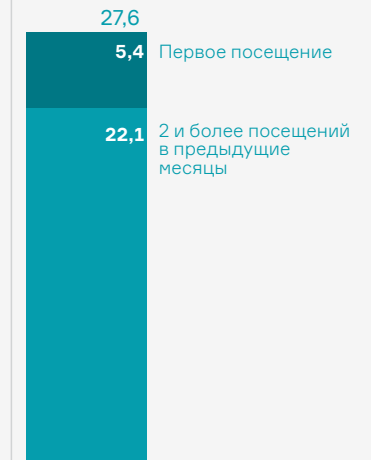 27,6
5,4 Первое посещение
22,1 2 и более посещений
в предыдущие
месяцы